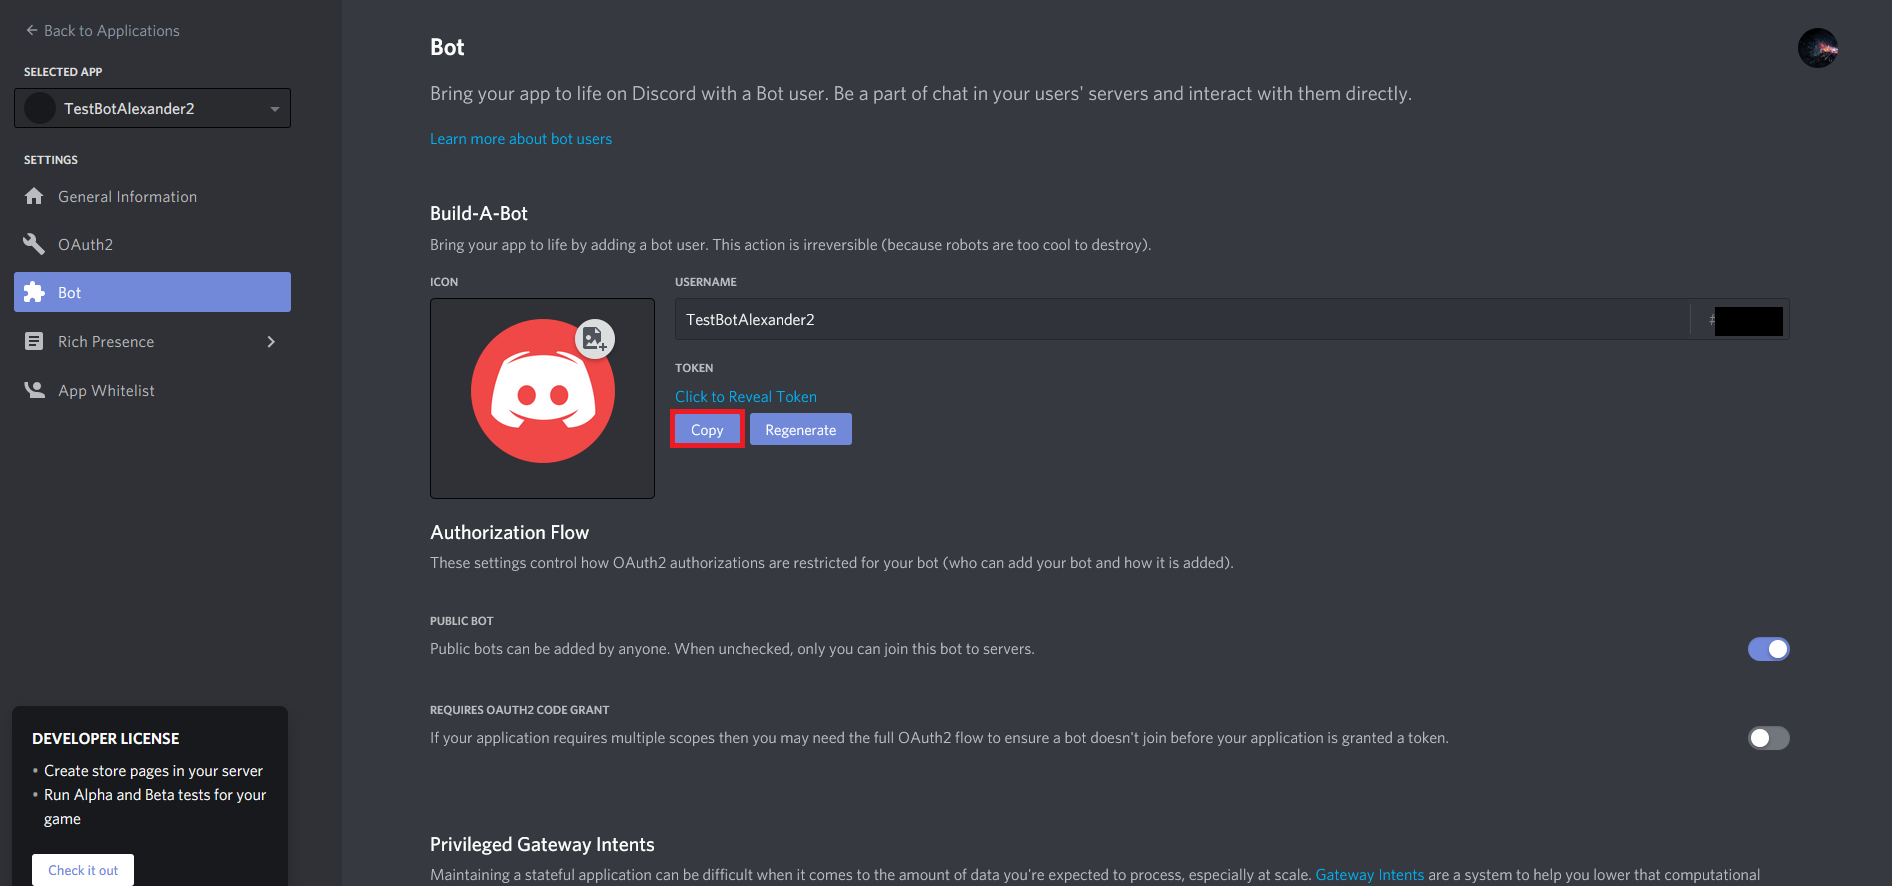 Back to Applications
SELECTED APP
TestBotAlexander2
SETTINGS
General Information
OAuth2
Bot
Rich Presence
App Whitelist
DEVELOPER LICENSE
• Create store pages in your server
• Run Alpha and Beta tests for your
game
Check it out
Bot
Bring your app to life on Discord with a Bot user. Be a part of chat in your users' servers and interact with them directly.
Learn more about bot users
Build-A-Bot
Bring your app to life by adding a bot user. This action is irreversible (because robots are too cool to destroy).
ICON
USERNAME
TestBotAlexander2
#
TOKEN
Click to Reveal Token
Copy
Regenerate
Authorization Flow
These settings control how OAuth2 authorizations are restricted for your bot (who can add your bot and how it is added).
PUBLIC BOT
Public bots can be added by anyone. When unchecked, only you can join this bot to servers.
REQUIRES OAUTH2 CODE GRANT
If your application requires multiple scopes then you may need the full OAuth2 flow to ensure a bot doesn't join before your application is granted a token.
Privileged Gateway Intents
Maintaining a stateful application can be difficult when it comes to the amount of data you're expected to process, especially at scale. Gateway Intents are a system to help you lower that computational